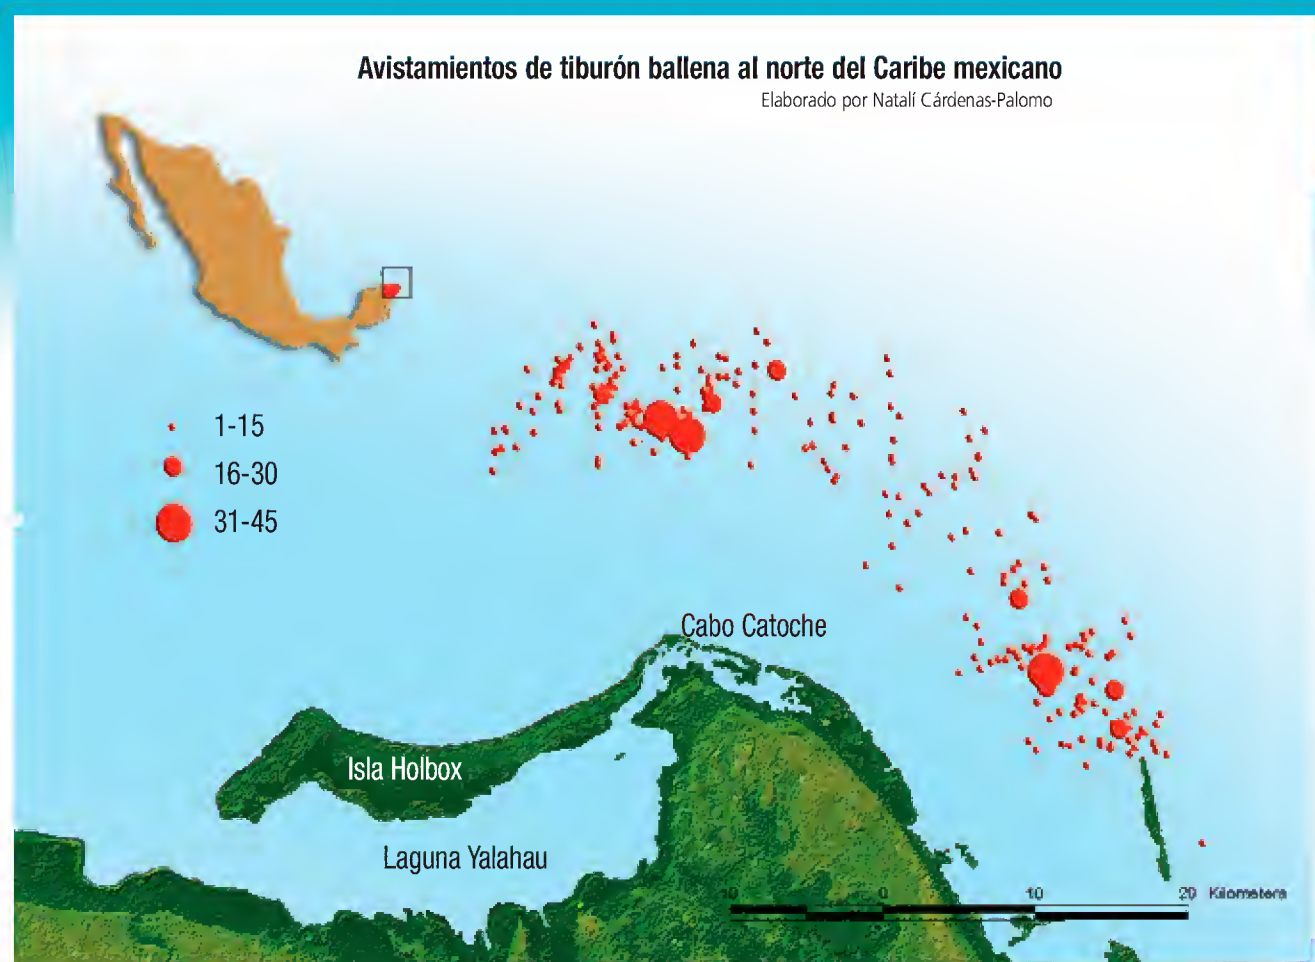 Avistamientos de tiburón ballena al norte del Caribe mexicano
Elaborado por Natalí Cárdenas-Palomo
1-15
16-30
31-45
Cabo Catoche
Isla Holbox
Laguna Yalahau
10 0 10 20 Kilometers